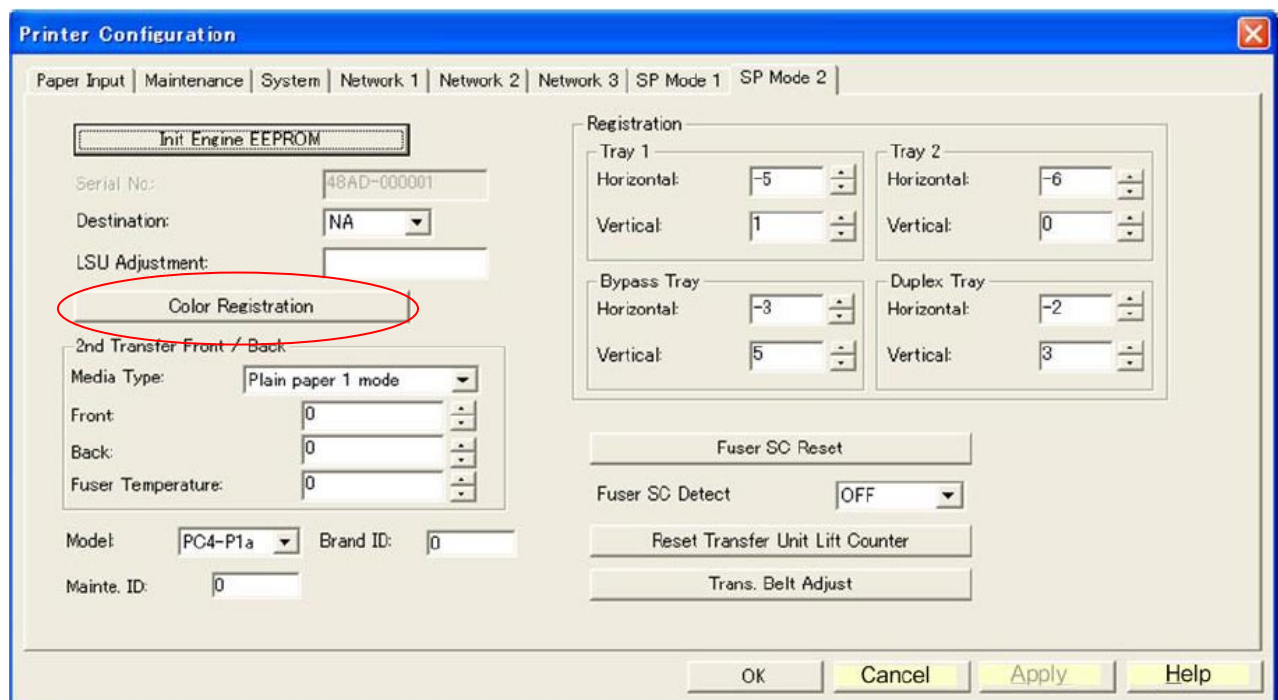 Printer Configuration
Paper Input Maintenance System Network 1 Network 2 Network 3 SP Mode 1 SP Mode 2
Init Engine EEPROM
Serial No.: 48AD-000001
Destination: NA
LSU Adjustment:
Color Registration
2nd Transfer Front / Back
Media Type: Plain paper 1 mode
Front: 0
Back: 0
Fuser Temperature: 0
Model: PC4-P1a Brand ID: 0
Mainte. ID: 0
Registration
Tray 1
Horizontal: -5
Vertical: 1
Tray 2
Horizontal: -6
Vertical: 0
Bypass Tray
Horizontal: -3
Vertical: 5
Duplex Tray
Horizontal: -2
Vertical: 3
Fuser SC Reset
Fuser SC Detect OFF
Reset Transfer Unit Lift Counter
Trans. Belt Adjust
OK Cancel Apply Help